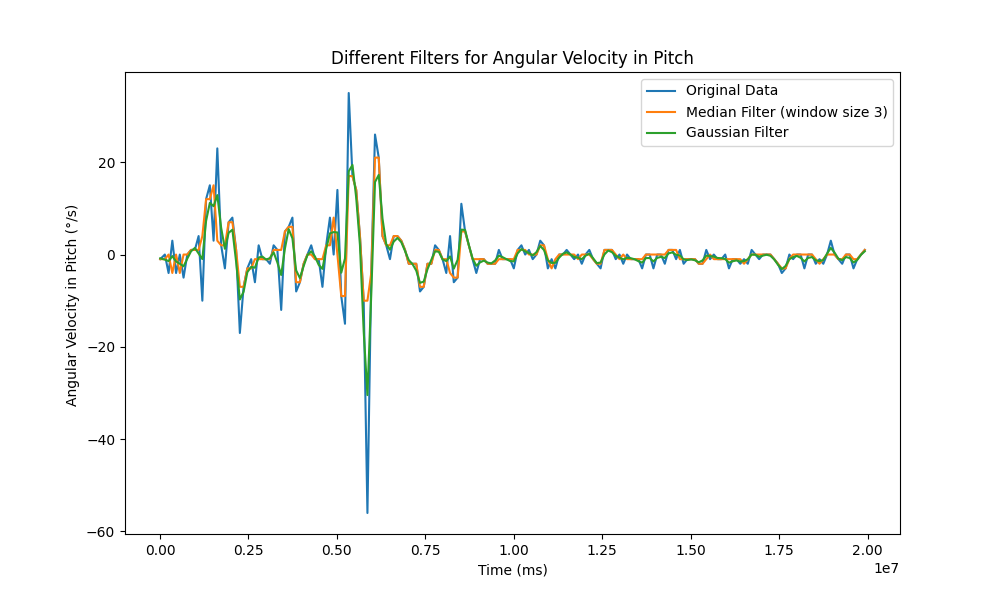 Different Filters for Angular Velocity in Pitch
Original Data
Median Filter (window size 3)
Gaussian Filter
Angular Velocity in Pitch (°/s)
20
0
−20
−40
−60
0.00 0.25 0.50 0.75 1.00 1.25 1.50 1.75 2.00
1e7
Time (ms)